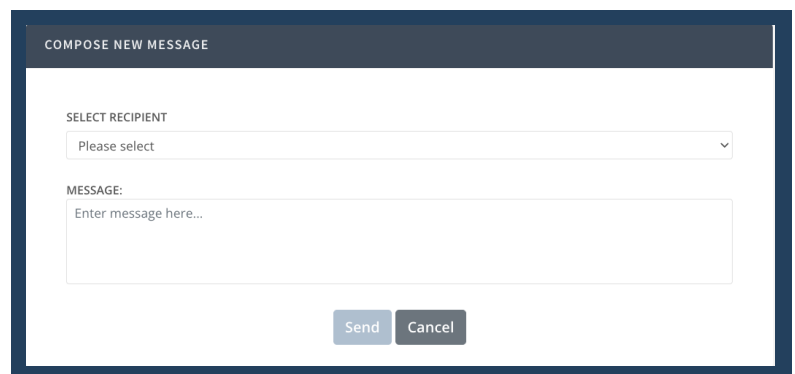 COMPOSE NEW MESSAGE
SELECT RECIPIENT
Please select
MESSAGE:
Enter message here...
Send Cancel